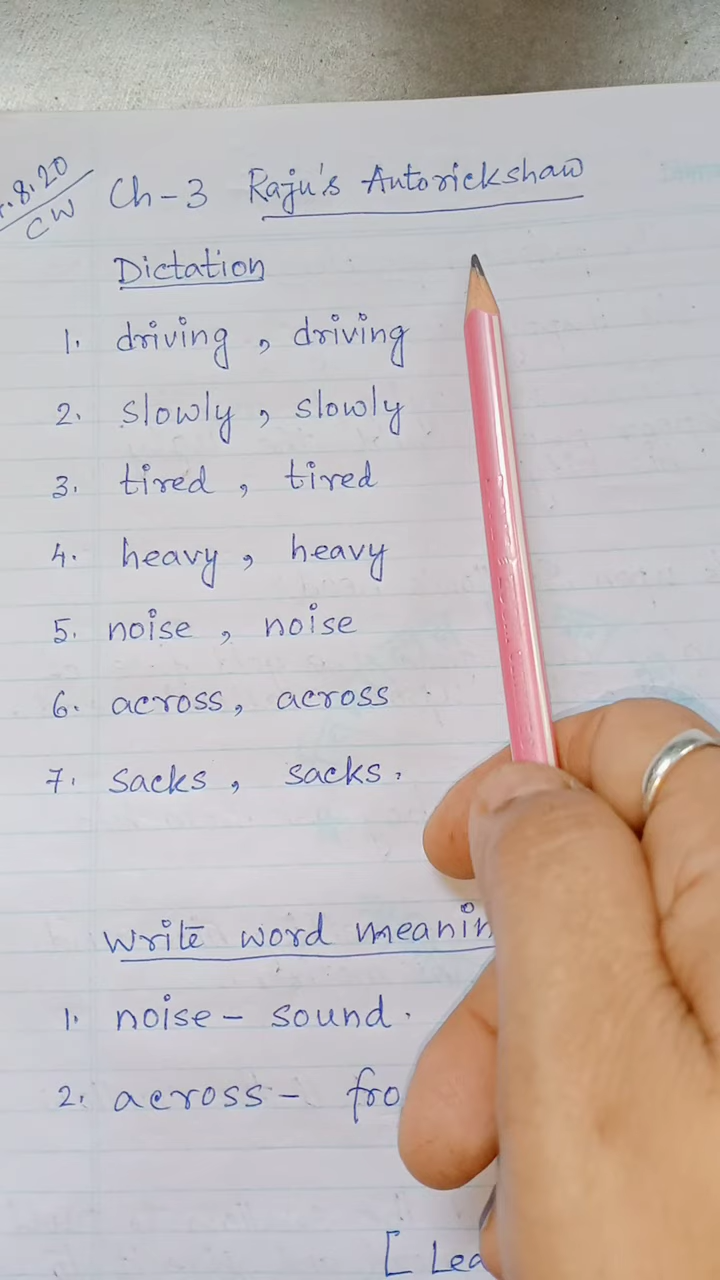 .8.20
CW
Ch-3 Raju's Autorickshaw
Dictation
1. driving, driving
2. slowly, slowly
3. tired, tired
4. heavy, heavy
5. noise, noise
6. across, across
7. sacks, sacks.
Write word meanin
1. noise - sound.
2. across - fro
[ Lea